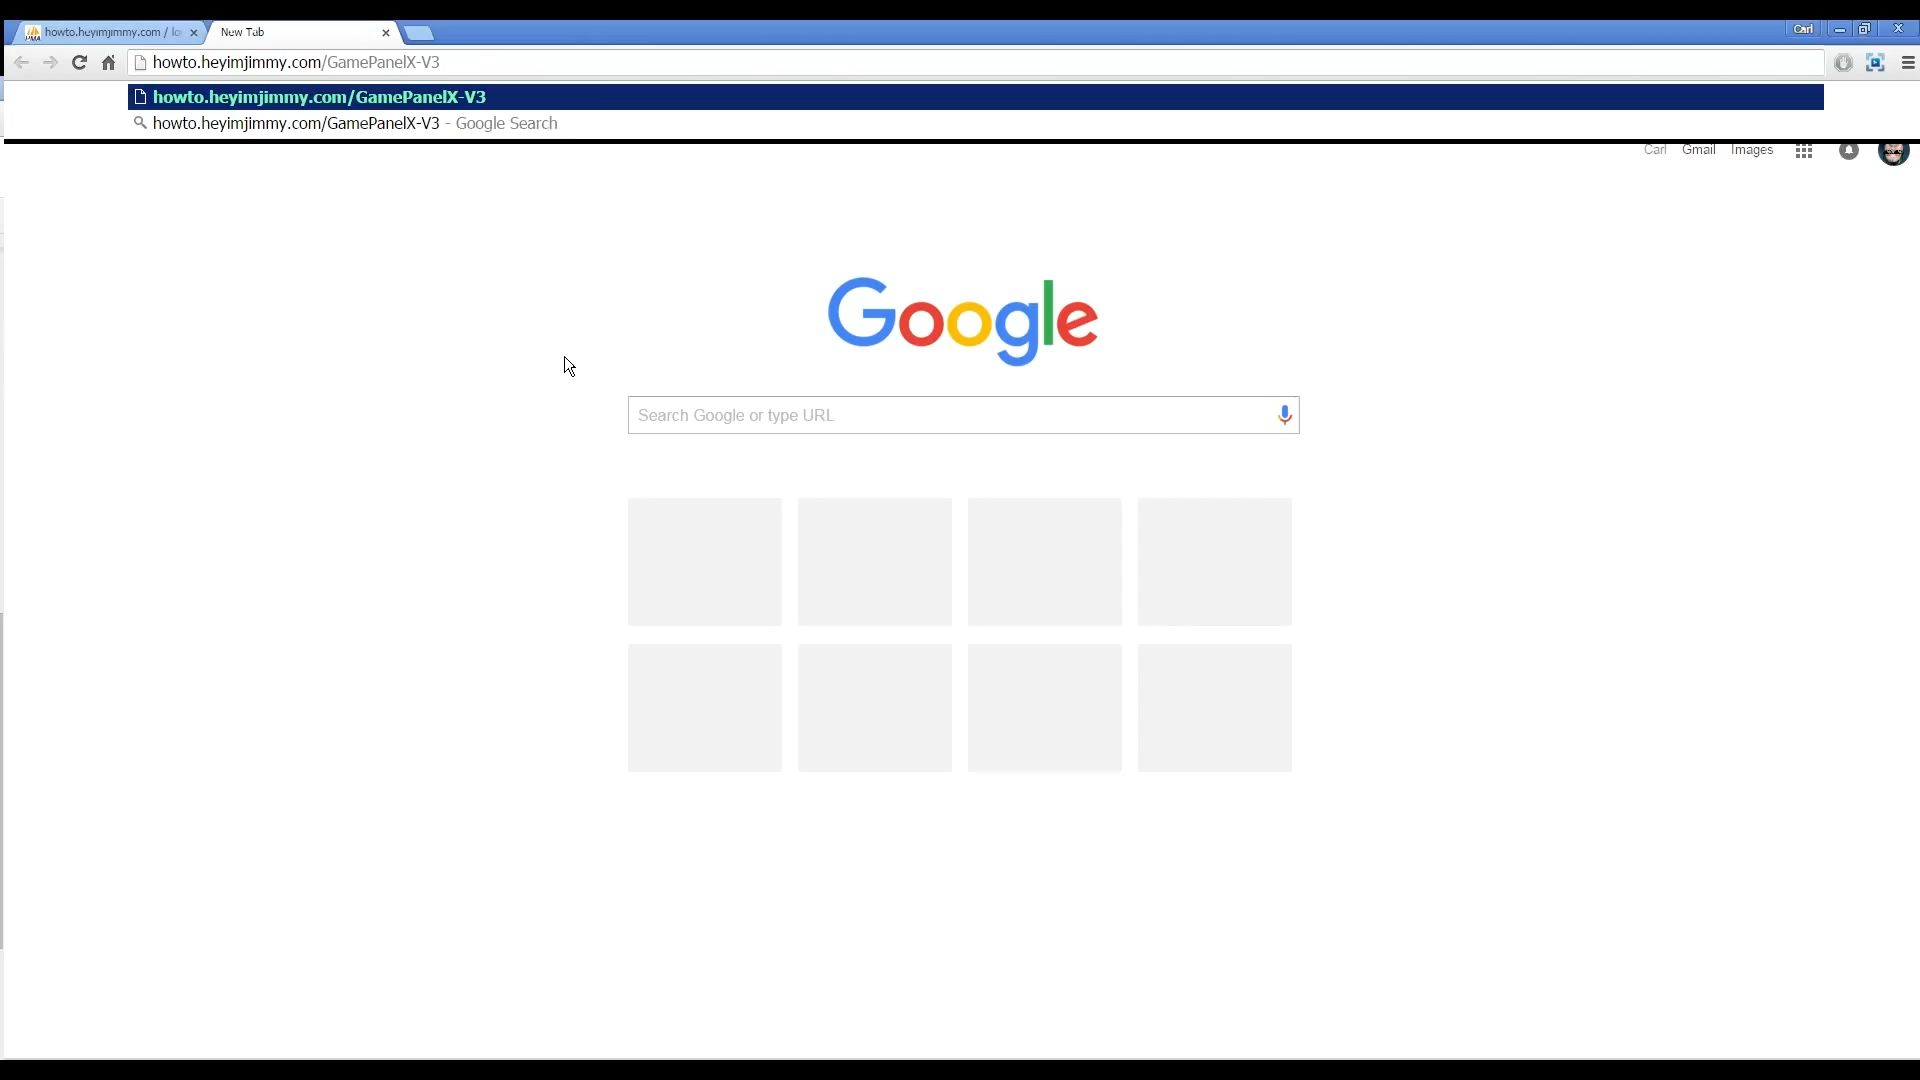 howto.heyimjimmy.com / lo
New Tab
Carl
howto.heyimjimmy.com/GamePanelX-V3
howto.heyimjimmy.com/GamePanelX-V3
howto.heyimjimmy.com/GamePanelX-V3 - Google Search
Carl Gmail Images
Google
Search Google or type URL